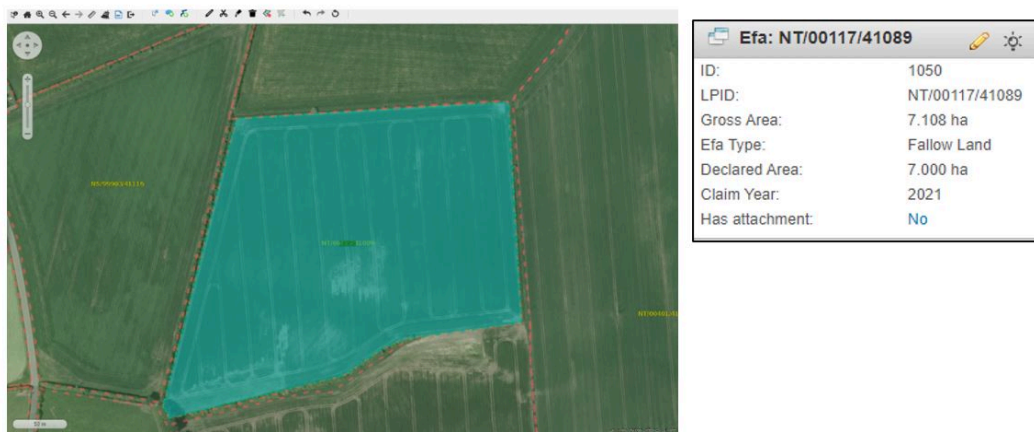 Efa: NT/00117/41089
ID: 1050
LPID: NT/00117/41089
Gross Area: 7.108 ha
Efa Type: Fallow Land
Declared Area: 7.000 ha
Claim Year: 2021
Has attachment: No